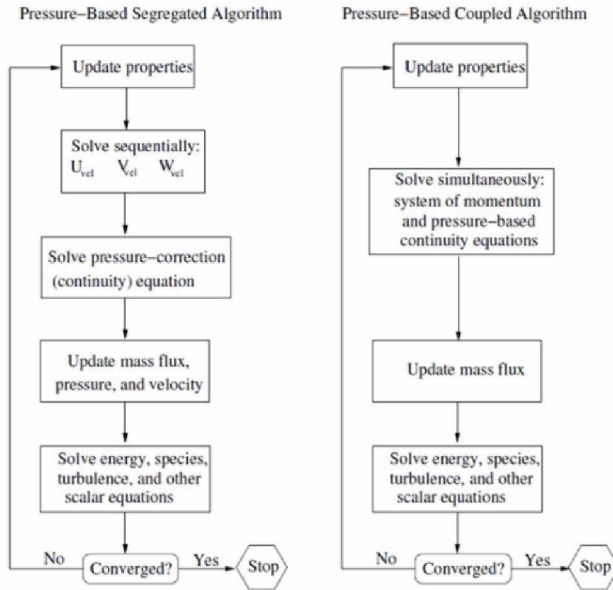 Pressure−Based Segregated Algorithm
Update properties
Solve sequentially:
U_vel V_vel W_vel
Solve pressure−correction
(continuity) equation
Update mass flux,
pressure, and velocity
Solve energy, species,
turbulence, and other
scalar equations
No
Converged?
Yes
Stop
Pressure−Based Coupled Algorithm
Update properties
Solve simultaneously:
system of momentum
and pressure−based
continuity equations
Update mass flux
Solve energy, species,
turbulence, and other
scalar equations
No
Converged?
Yes
Stop